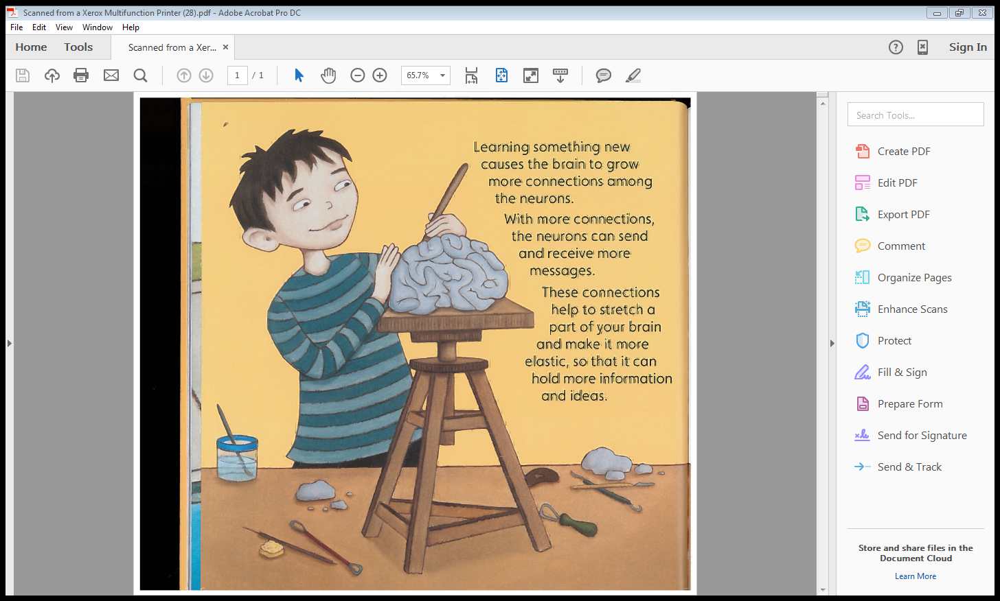 Scanned from a Xerox Multifunction Printer (28).pdf - Adobe Acrobat Pro DC
File Edit View Window Help
Home Tools Scanned from a Xer... × Sign In
1 / 1 65.7%
Learning something new
causes the brain to grow
more connections among
the neurons.
With more connections,
the neurons can send
and receive more
messages.
These connections
help to stretch a
part of your brain
and make it more
elastic, so that it can
hold more information
and ideas.
Search Tools...
Create PDF
Edit PDF
Export PDF
Comment
Organize Pages
Enhance Scans
Protect
Fill & Sign
Prepare Form
Send for Signature
Send & Track
Store and share files in the
Document Cloud
Learn More